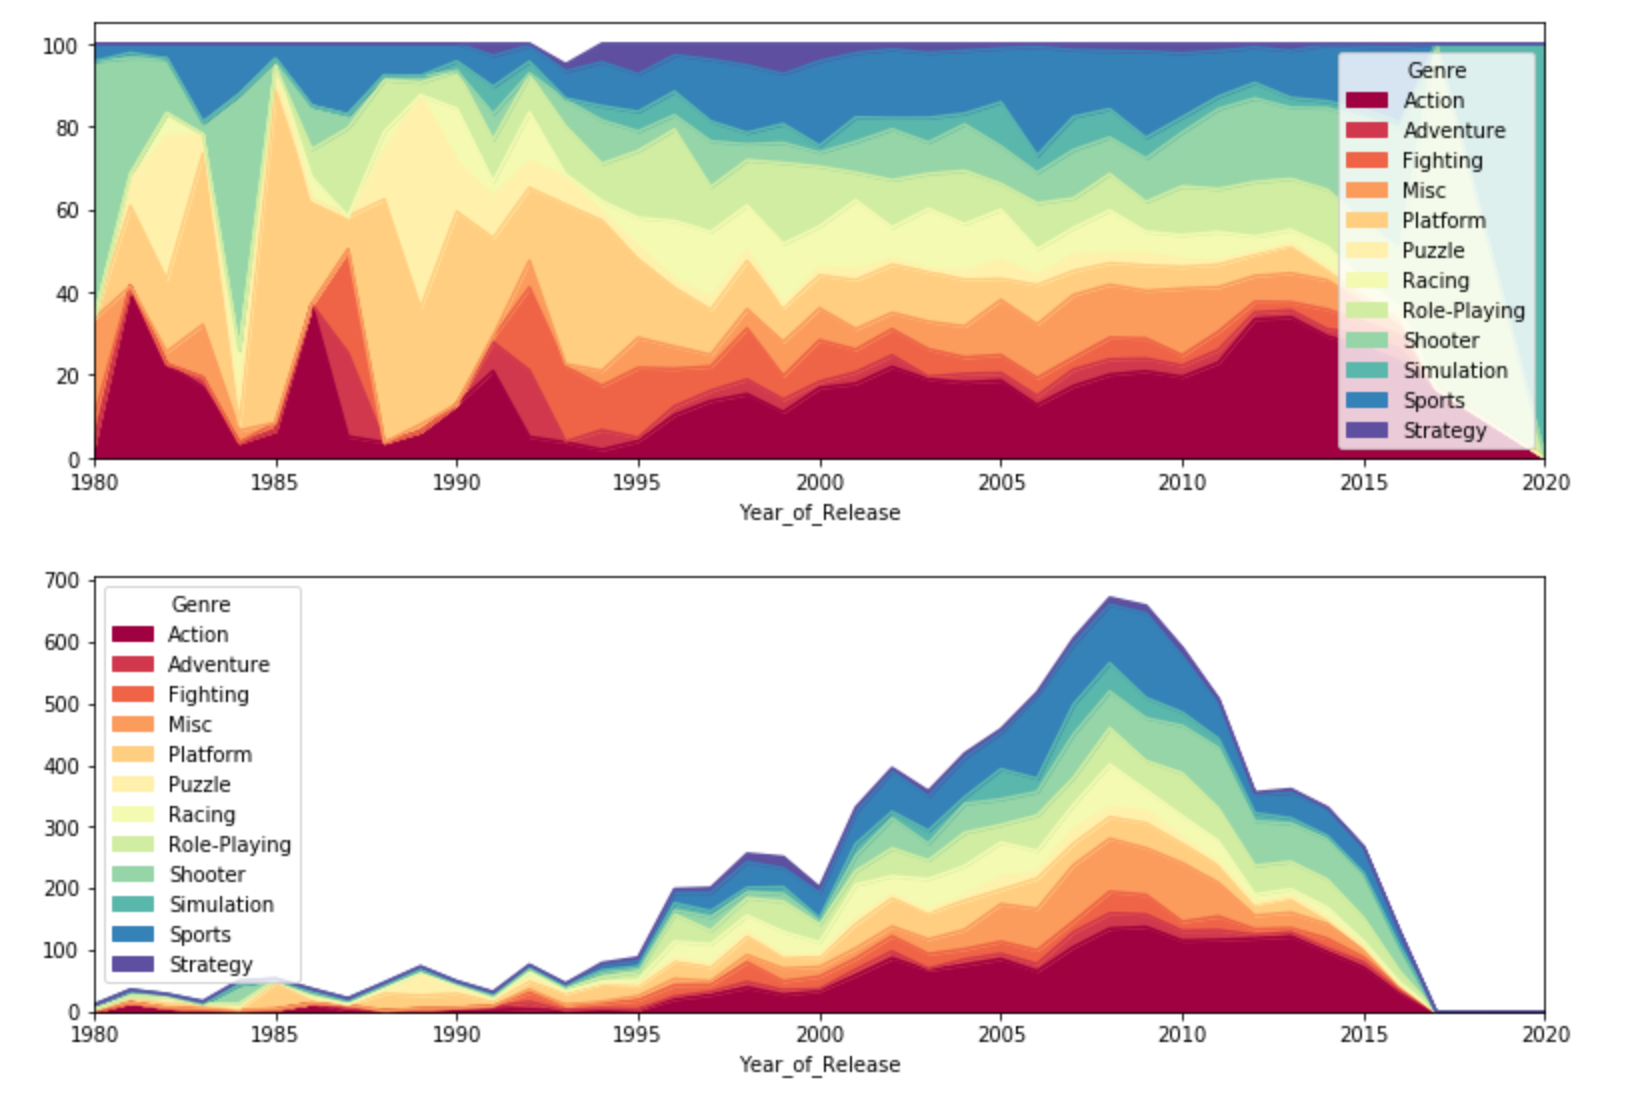 100
80
60
40
20
0
Genre
Action
Adventure
Fighting
Misc
Platform
Puzzle
Racing
Role-Playing
Shooter
Simulation
Sports
Strategy
1980 1985 1990 1995 2000 2005 2010 2015 2020
Year_of_Release
700
600
500
400
300
200
100
0
Genre
Action
Adventure
Fighting
Misc
Platform
Puzzle
Racing
Role-Playing
Shooter
Simulation
Sports
Strategy
1980 1985 1990 1995 2000 2005 2010 2015 2020
Year_of_Release